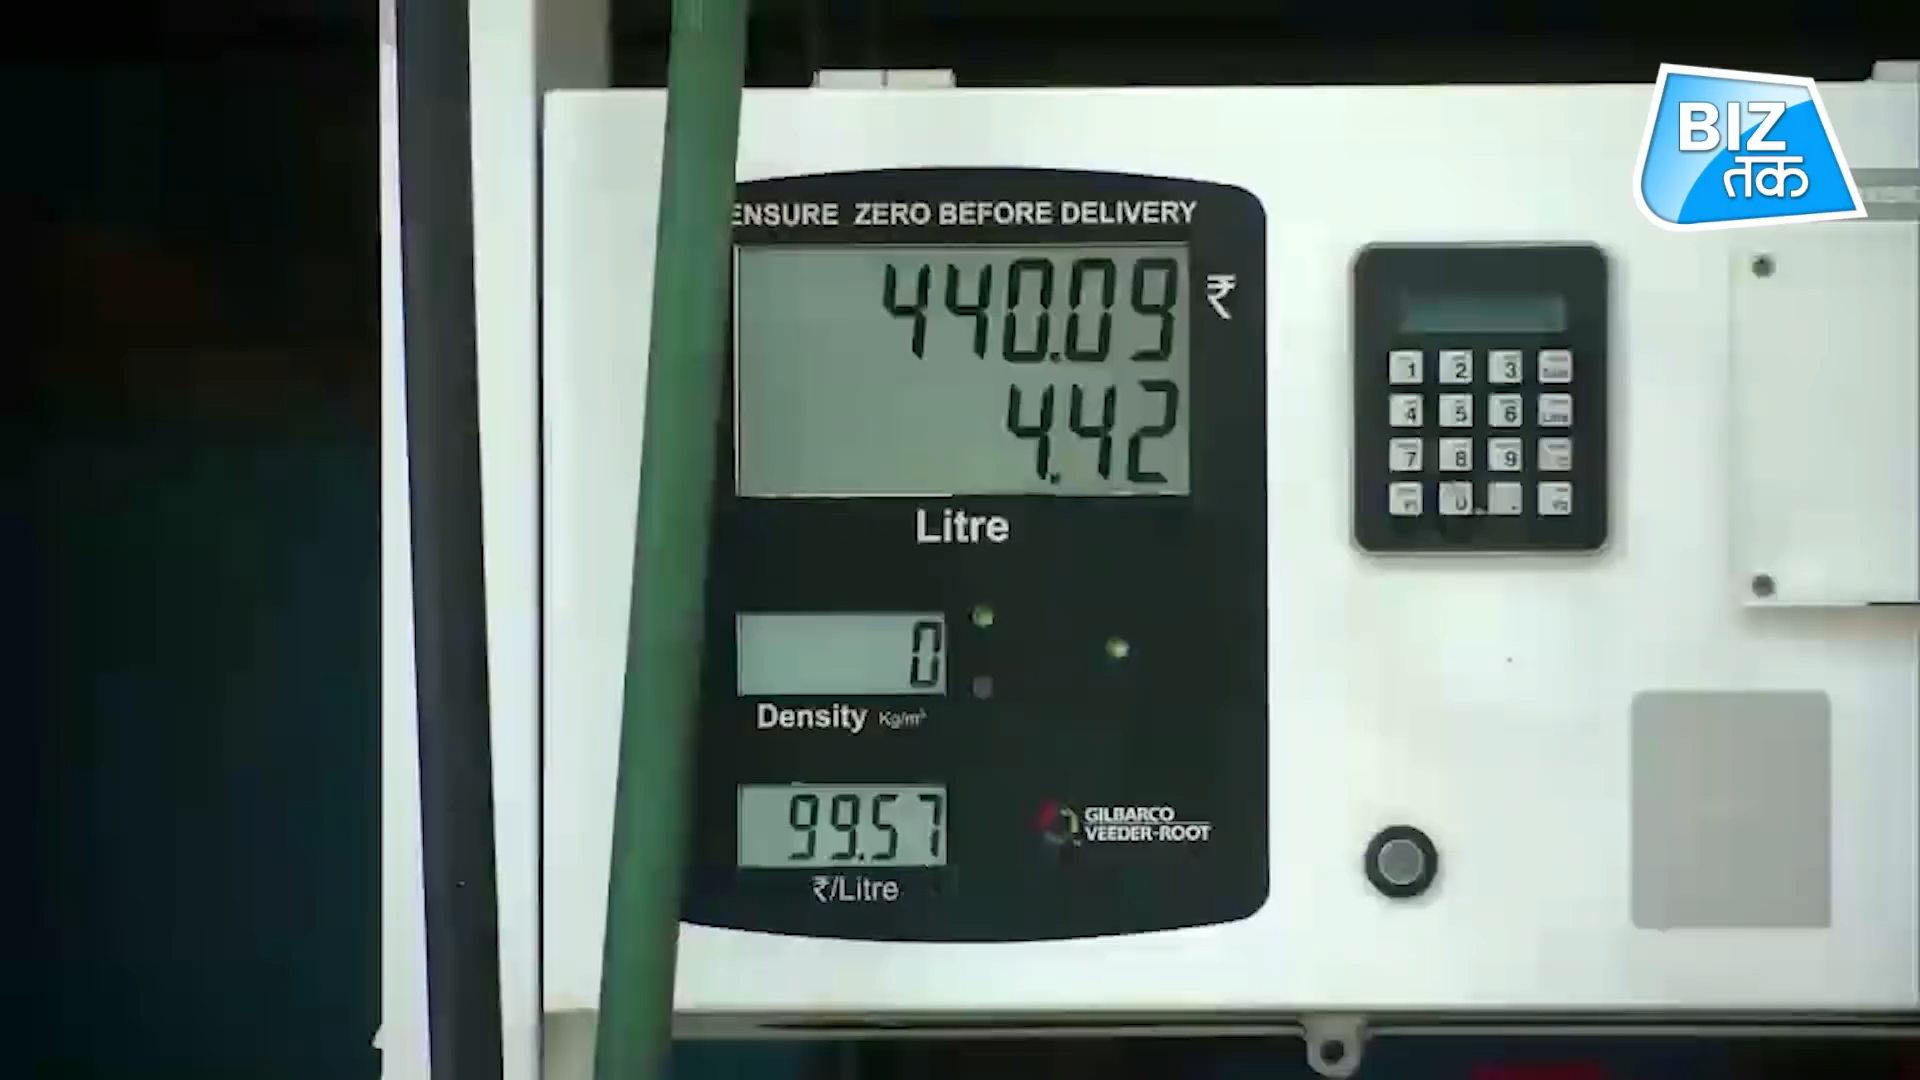 BIZ
तक
ENSURE ZERO BEFORE DELIVERY
440.09 ₹
4.42
Litre
0
Density Kg/m³
99.57
₹/Litre
GILBARCO
VEEDER-ROOT
1 2 3
4 5 6
7 8 9
0 .